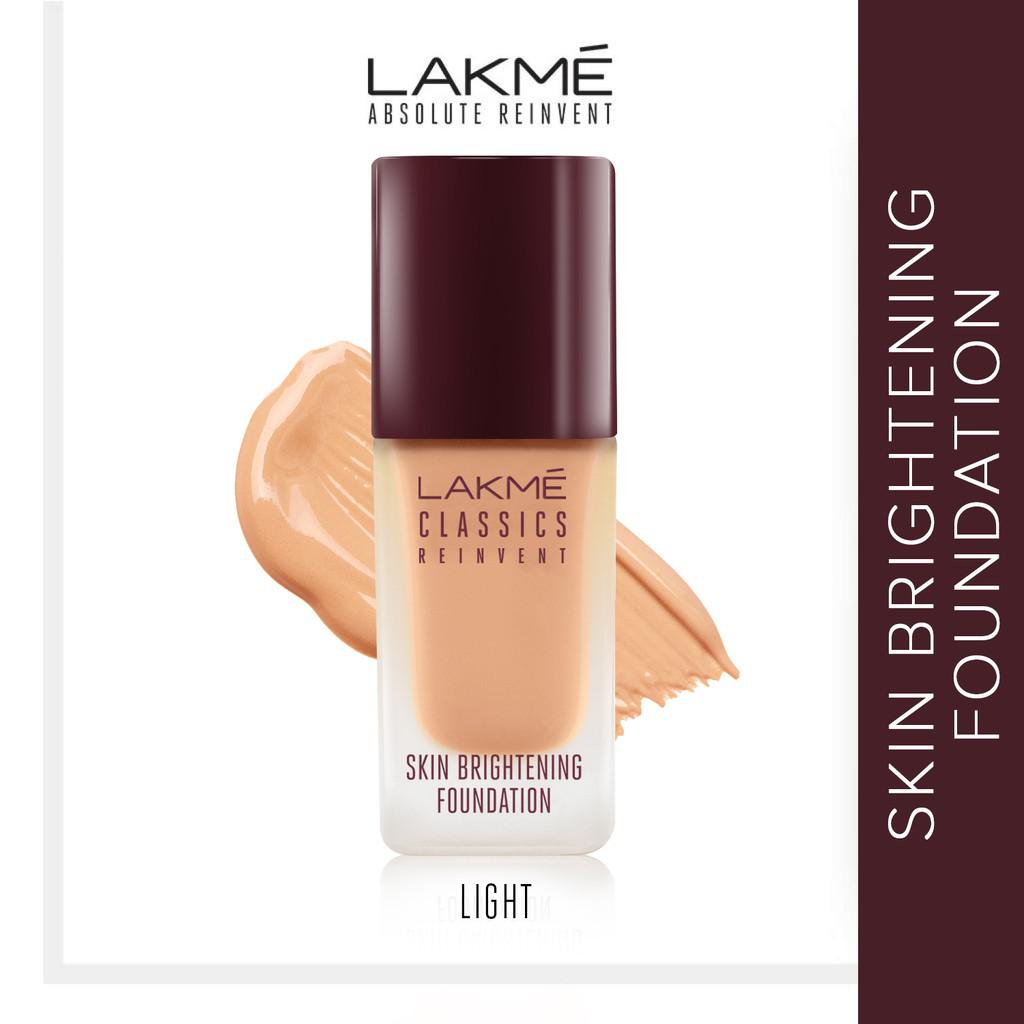 LAKMÉ
ABSOLUTE REINVENT
LAKMÉ
CLASSICS
REINVENT
SKIN BRIGHTENING
FOUNDATION
LIGHT
SKIN BRIGHTENING
FOUNDATION